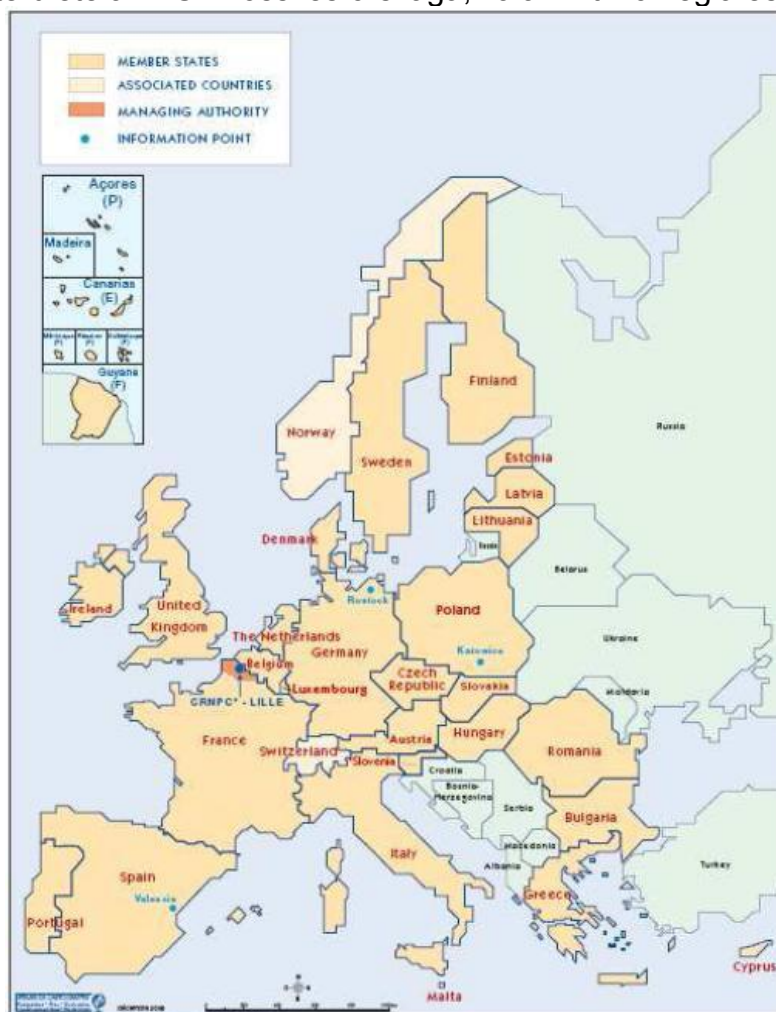 MEMBER STATES
ASSOCIATED COUNTRIES
MANAGING AUTHORITY
INFORMATION POINT
Açores
(P)
Madeira
Canarias
(E)
Guyane
(F)
Finland
Norway
Sweden
Russia
Estonia
Latvia
Lithuania
Russia
Denmark
Belarus
Ireland
United
Kingdom
Rostock
Poland
The Netherlands
Germany
Ukraine
Katowice
Belgium
Czech
Republic
Slovakia
Luxembourg
GRNPC* - LILLE
Moldavia
France
Switzerland
Austria
Hungary
Romania
Slovenia
Croatia
Bosnia-
Herzegovina
Serbia
Bulgaria
Italy
Macedonia
Albania
Turkey
Spain
Valencia
Portugal
Greece
Cyprus
Malta